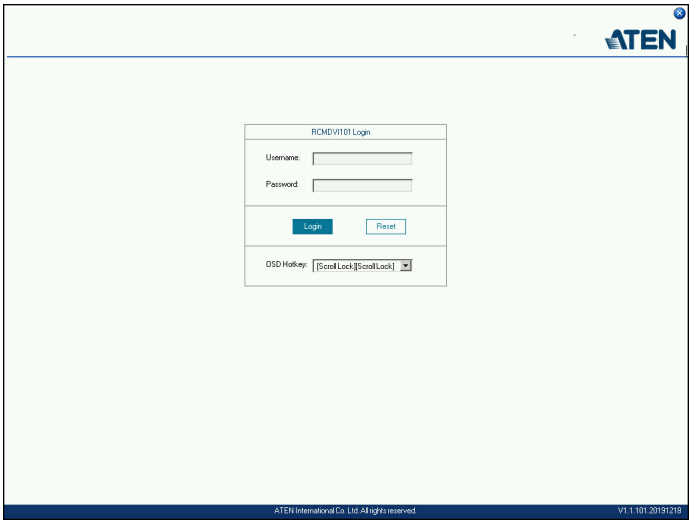 ATEN
RCMDVI101 Login
Username:
Password:
Login Reset
OSD Hotkey: [Scroll Lock][Scroll Lock]
ATEN International Co. Ltd. All rights reserved. V1.1.101.20191218